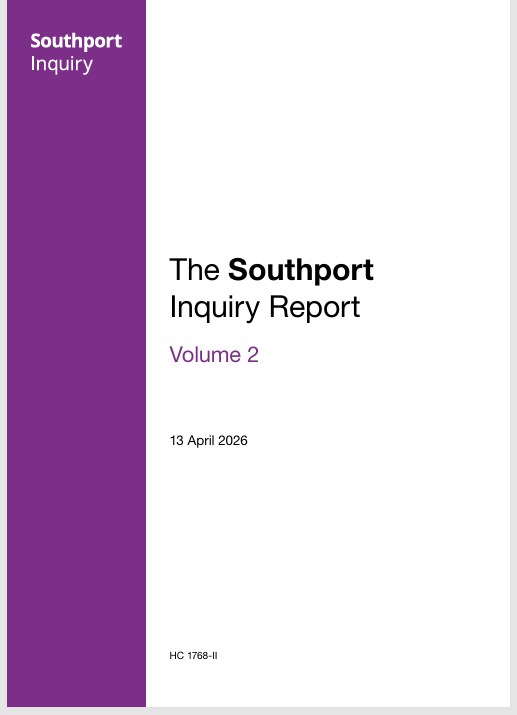 Southport
Inquiry
The Southport
Inquiry Report
Volume 2
13 April 2026
HC 1768-II